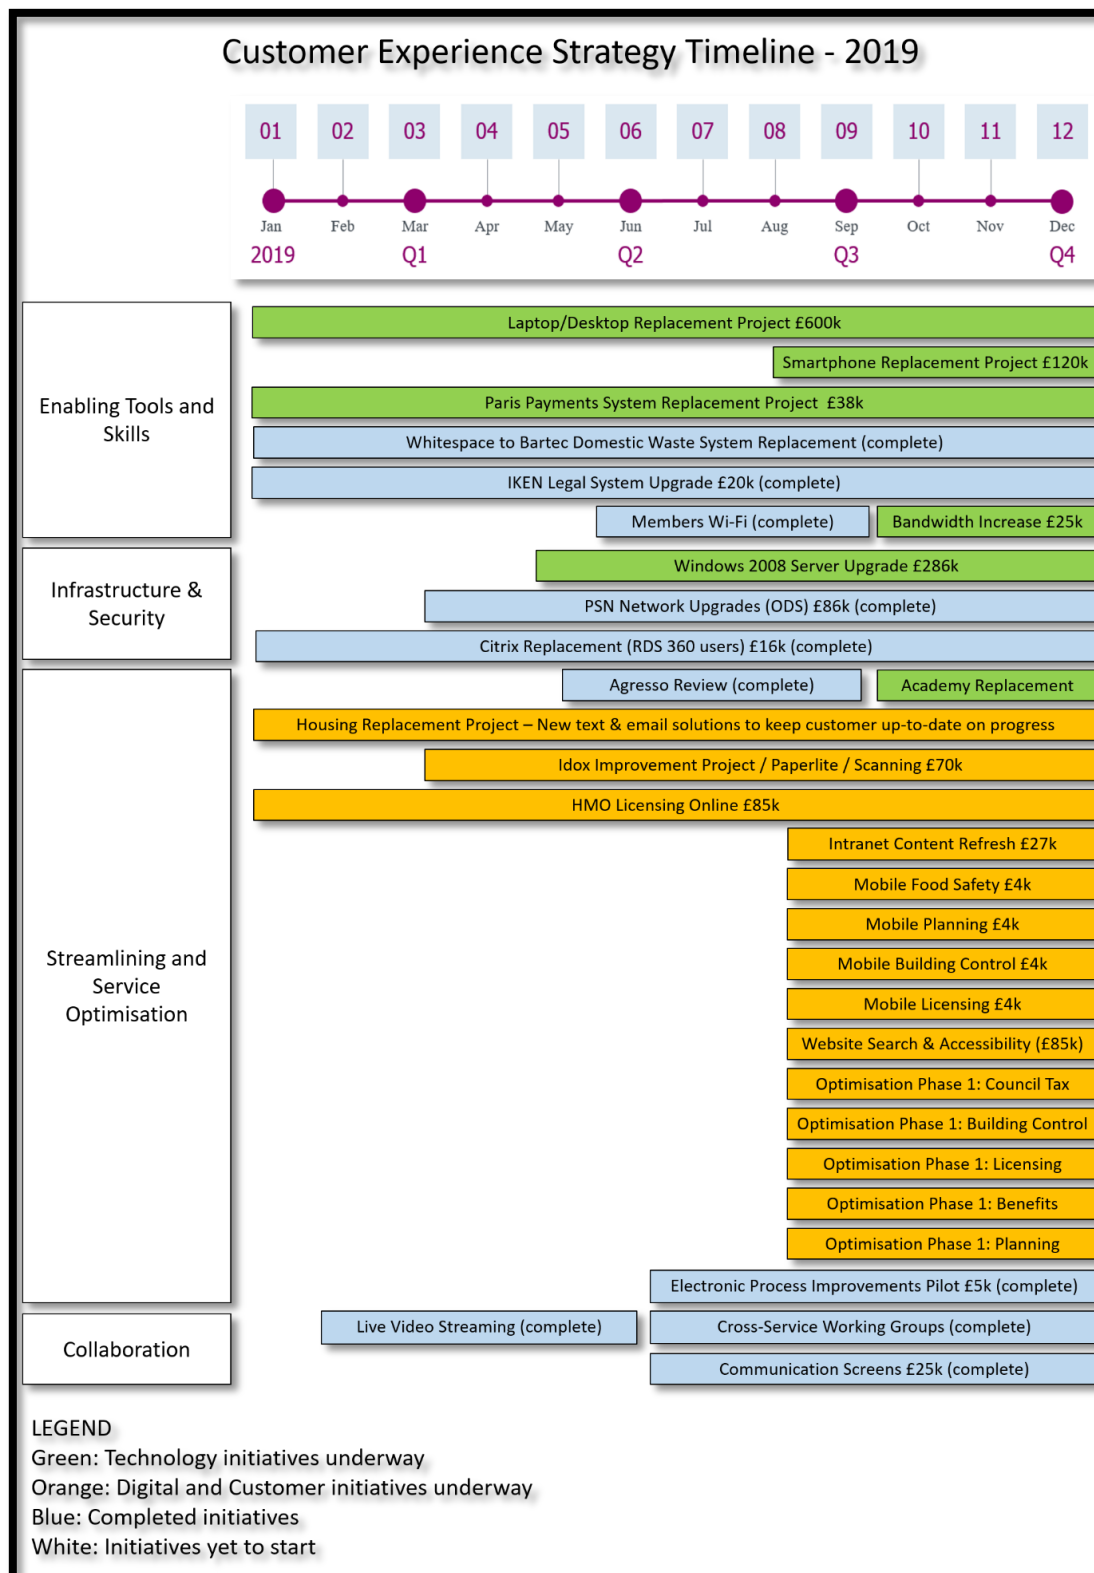 Customer Experience Strategy Timeline - 2019
01 02 03 04 05 06 07 08 09 10 11 12
Jan Feb Mar Apr May Jun Jul Aug Sep Oct Nov Dec
2019 Q1 Q2 Q3 Q4
Enabling Tools and
Skills
Laptop/Desktop Replacement Project £600k
Smartphone Replacement Project £120k
Paris Payments System Replacement Project £38k
Whitespace to Bartec Domestic Waste System Replacement (complete)
IKEN Legal System Upgrade £20k (complete)
Members Wi-Fi (complete)
Bandwidth Increase £25k
Infrastructure &
Security
Windows 2008 Server Upgrade £286k
PSN Network Upgrades (ODS) £86k (complete)
Citrix Replacement (RDS 360 users) £16k (complete)
Streamlining and
Service
Optimisation
Agresso Review (complete)
Academy Replacement
Housing Replacement Project – New text & email solutions to keep customer up-to-date on progress
Idox Improvement Project / Paperlite / Scanning £70k
HMO Licensing Online £85k
Intranet Content Refresh £27k
Mobile Food Safety £4k
Mobile Planning £4k
Mobile Building Control £4k
Mobile Licensing £4k
Website Search & Accessibility (£85k)
Optimisation Phase 1: Council Tax
Optimisation Phase 1: Building Control
Optimisation Phase 1: Licensing
Optimisation Phase 1: Benefits
Optimisation Phase 1: Planning
Electronic Process Improvements Pilot £5k (complete)
Collaboration
Live Video Streaming (complete)
Cross-Service Working Groups (complete)
Communication Screens £25k (complete)
LEGEND
Green: Technology initiatives underway
Orange: Digital and Customer initiatives underway
Blue: Completed initiatives
White: Initiatives yet to start